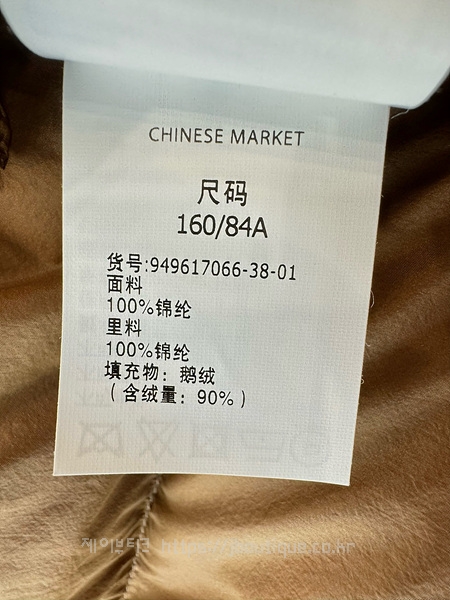 CHINESE MARKET
尺码
160/84A
货号:949617066-38-01
面料
100%锦纶
里料
100%锦纶
填充物：鹅绒
（含绒量：90%）